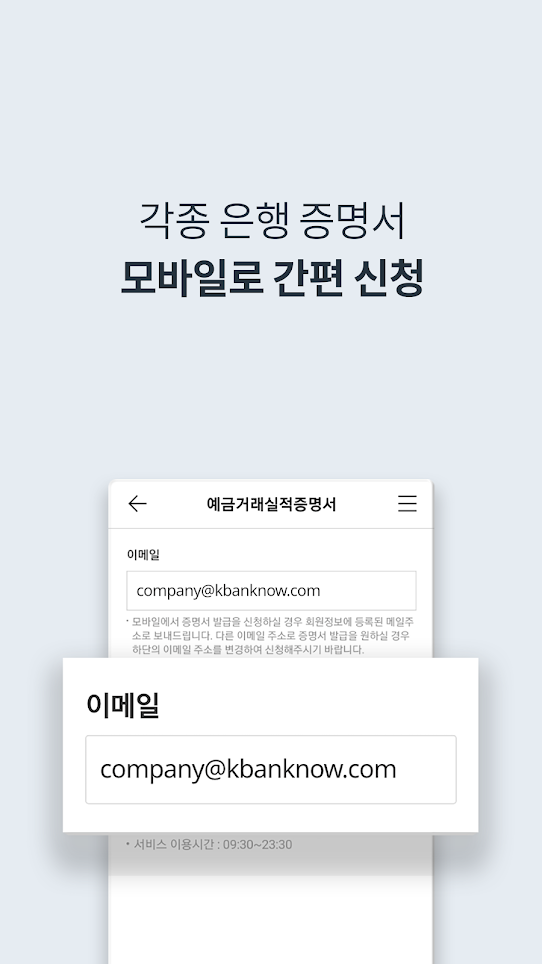 각종 은행 증명서
모바일로 간편 신청
예금거래실적증명서
이메일
company@kbanknow.com
• 모바일에서 증명서 발급을 신청하실 경우 회원정보에 등록된 메일주
소로 보내드립니다. 다른 이메일 주소로 증명서 발급을 원하실 경우
하단의 이메일 주소를 변경하여 신청해주시기 바랍니다.
이메일
company@kbanknow.com
• 서비스 이용시간 : 09:30~23:30